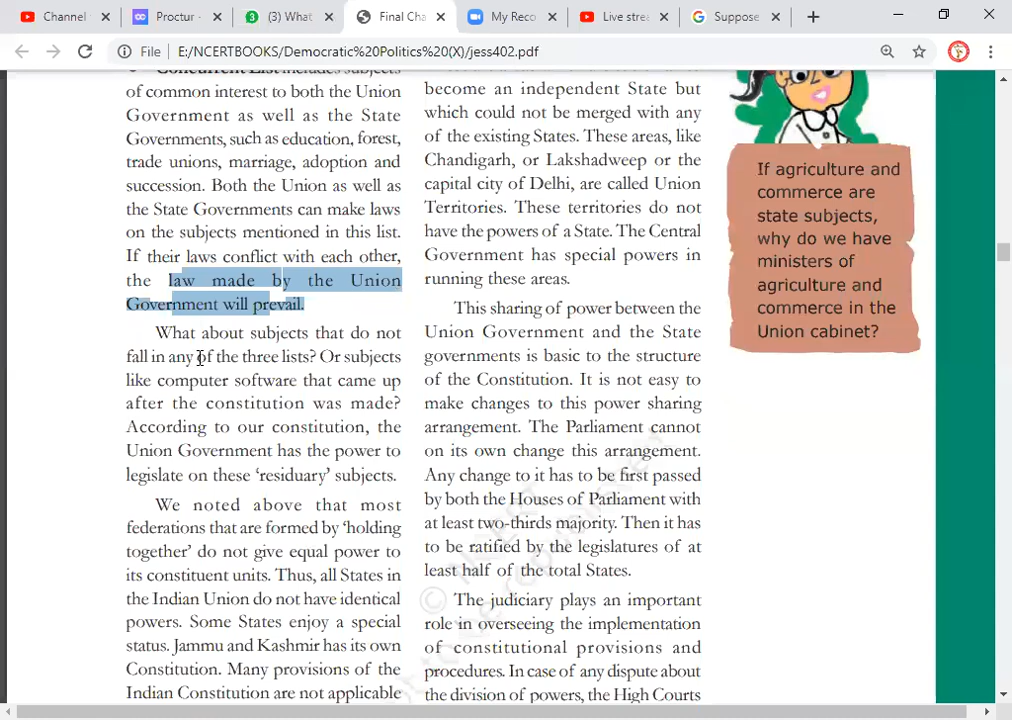 Channel
Proctur -
3
(3) What
Final Cha
My Reco
Live stre
Suppose
File
E:/NCERTBOOKS/Democratic%20Politics%20(X)/jess402.pdf
Concurrent List includes subjects
of common interest to both the Union
Government as well as the State
Governments, such as education, forest,
trade unions, marriage, adoption and
succession. Both the Union as well as
the State Governments can make laws
on the subjects mentioned in this list.
If their laws conflict with each other,
the law made by the Union
Government will prevail.
What about subjects that do not
fall in any of the three lists? Or subjects
like computer software that came up
after the constitution was made?
According to our constitution, the
Union Government has the power to
legislate on these ‘residuary’ subjects.
We noted above that most
federations that are formed by ‘holding
together’ do not give equal power to
its constituent units. Thus, all States in
the Indian Union do not have identical
powers. Some States enjoy a special
status. Jammu and Kashmir has its own
Constitution. Many provisions of the
Indian Constitution are not applicable
become an independent State but
which could not be merged with any
of the existing States. These areas, like
Chandigarh, or Lakshadweep or the
capital city of Delhi, are called Union
Territories. These territories do not
have the powers of a State. The Central
Government has special powers in
running these areas.
This sharing of power between the
Union Government and the State
governments is basic to the structure
of the Constitution. It is not easy to
make changes to this power sharing
arrangement. The Parliament cannot
on its own change this arrangement.
Any change to it has to be first passed
by both the Houses of Parliament with
at least two-thirds majority. Then it has
to be ratified by the legislatures of at
least half of the total States.
The judiciary plays an important
role in overseeing the implementation
of constitutional provisions and
procedures. In case of any dispute about
the division of powers, the High Courts
If agriculture and
commerce are
state subjects,
why do we have
ministers of
agriculture and
commerce in the
Union cabinet?
© NCERT